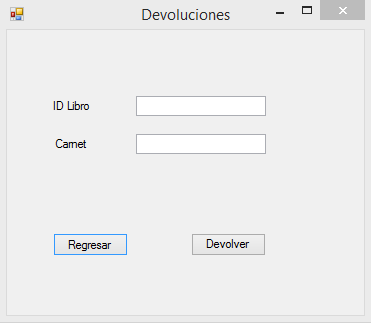 Devoluciones
ID Libro
Carnet
Regresar
Devolver